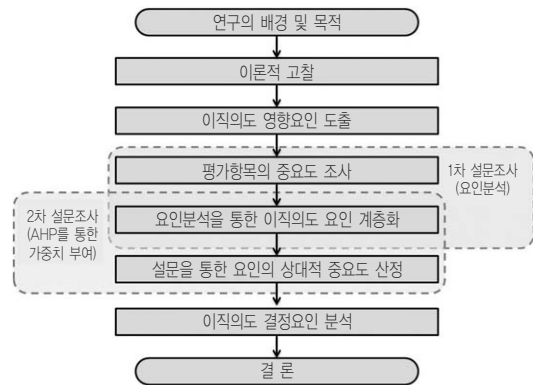 연구의 배경 및 목적
이론적 고찰
이직의도 영향요인 도출
평가항목의 중요도 조사
1차 설문조사
(요인분석)
2차 설문조사
(AHP를 통한
가중치 부여)
요인분석을 통한 이직의도 요인 계층화
설문을 통한 요인의 상대적 중요도 산정
이직의도 결정요인 분석
결 론